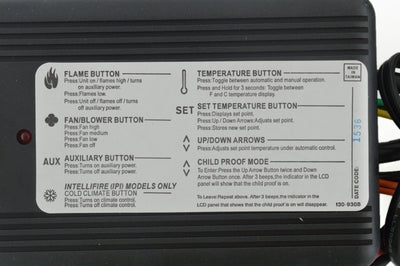 FLAME BUTTON
Press:Unit on / flames high / turns
on auxiliary power.
Press:Flames low.
Press:Unit off / flames off / turns
off auxiliary power.
FAN/BLOWER BUTTON
Press:Fan high
Press:Fan medium
Press:Fan low
Press:Fan off
AUX
AUXILIARY BUTTON
Press:Turns on auxiliary power.
Press:Turns off auxiliary power.
INTELLIFIRE (IPI) MODELS ONLY
COLD CLIMATE BUTTON
Press:Turns on climate control.
Press:Turns off climate control.
TEMPERATURE BUTTON
Press:Toggle between automatic and manual operation.
Press and Hold for 3 seconds: Toggle between
F and C temperature display.
SET
SET TEMPERATURE BUTTON
Press:Displays set point.
Press:Up / Down Arrows:Adjusts set point.
Press:Stores new set point.
UP/DOWN ARROWS
Press:Adjusts set point temperature under automatic control.
CHILD PROOF MODE
To Enter:Press the Up Arrow Button twice and Down
Arrow Button once. After 3 beeps,the indicator in the LCD
panel will show that child proof is on.
To Leave:Repeat above. After 3 beeps,the indicator in the
LCD panel that shows that the child proof is on will disappear.
130-9308
MADE IN
TAIWAN
DATE CODE:
1536